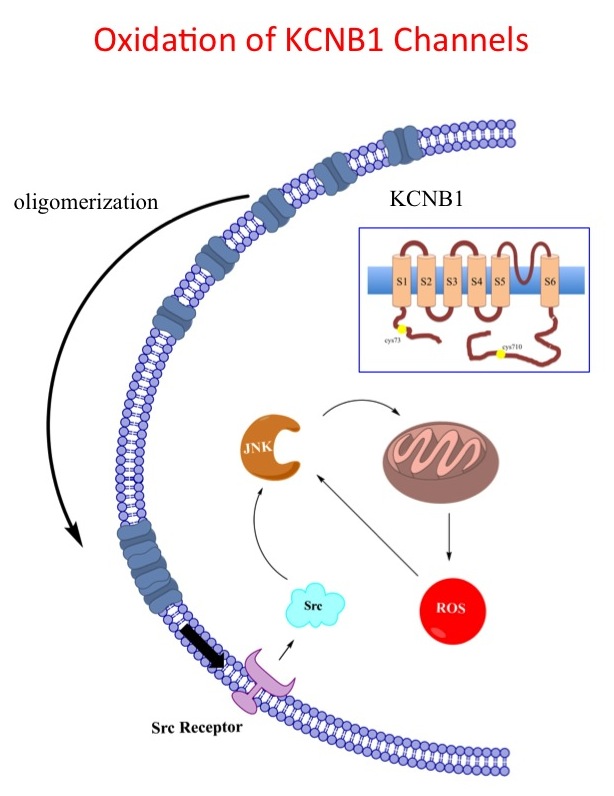 Oxidation of KCNB1 Channels
oligomerization
KCNB1
S1 S2 S3 S4 S5 S6
cys73
cys710
JNK
Src
ROS
Src Receptor